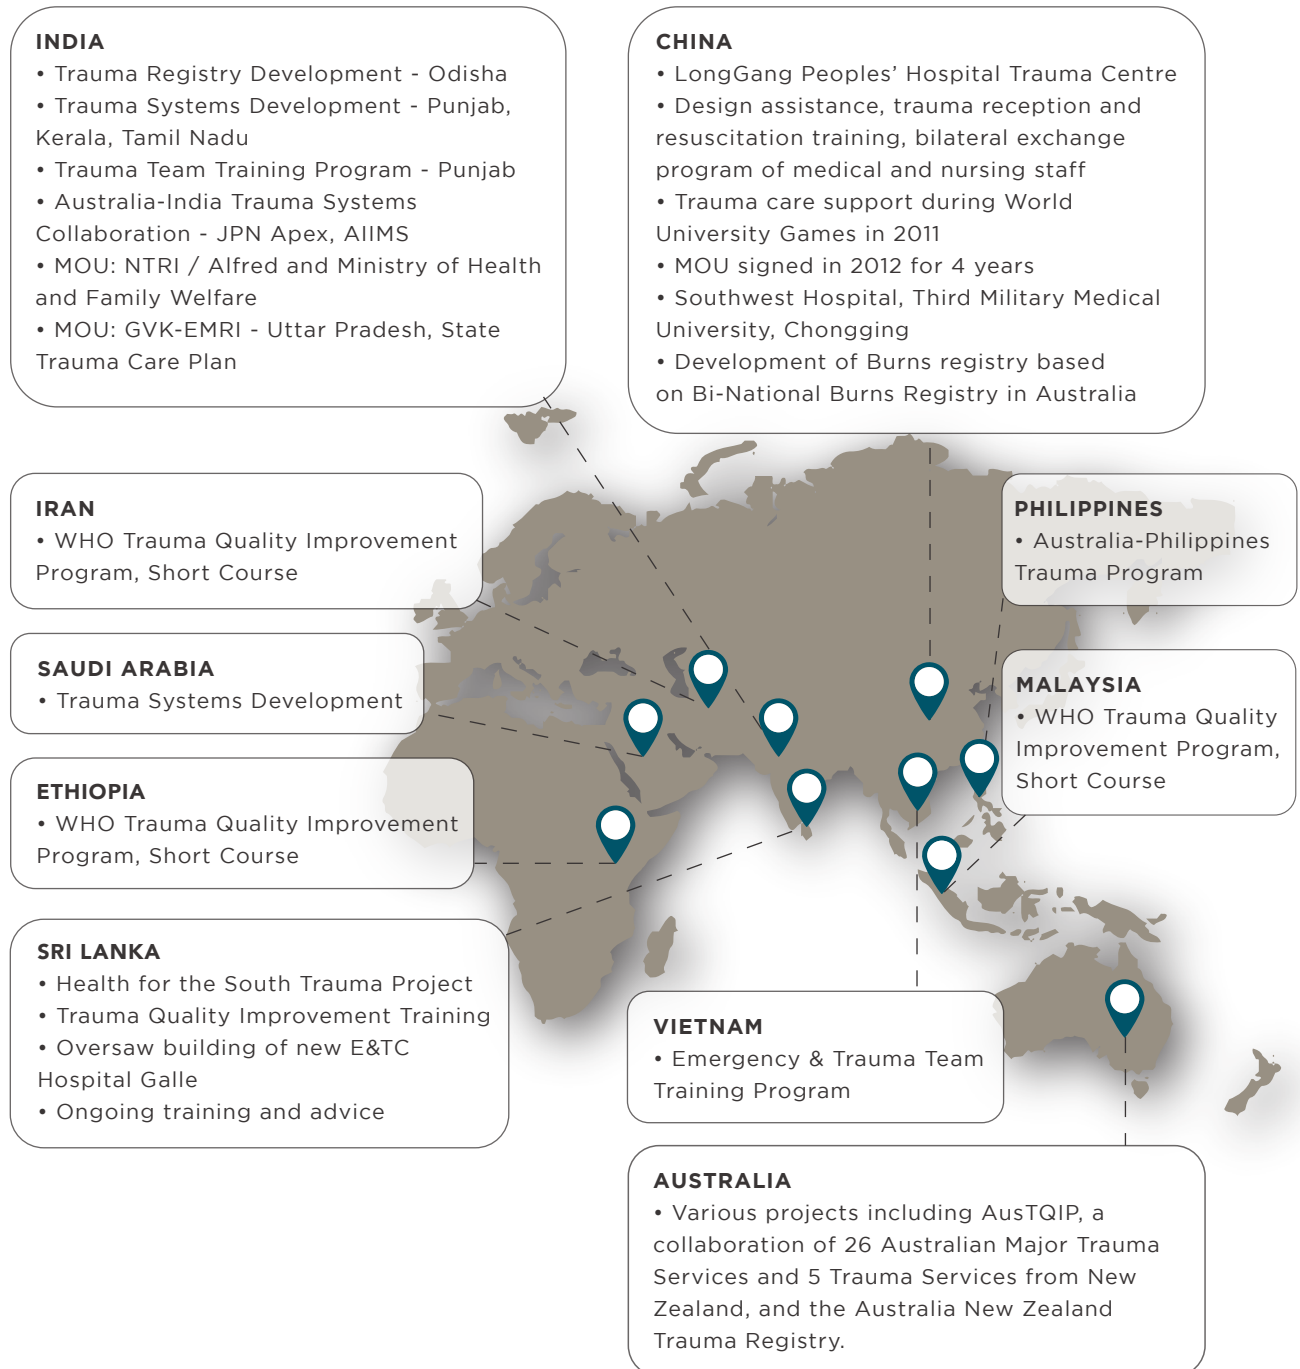 INDIA
• Trauma Registry Development - Odisha
• Trauma Systems Development - Punjab,
Kerala, Tamil Nadu
• Trauma Team Training Program - Punjab
• Australia-India Trauma Systems
Collaboration - JPN Apex, AIIMS
• MOU: NTRI / Alfred and Ministry of Health
and Family Welfare
• MOU: GVK-EMRI - Uttar Pradesh, State
Trauma Care Plan
CHINA
• LongGang Peoples' Hospital Trauma Centre
• Design assistance, trauma reception and
resuscitation training, bilateral exchange
program of medical and nursing staff
• Trauma care support during World
University Games in 2011
• MOU signed in 2012 for 4 years
• Southwest Hospital, Third Military Medical
University, Chongging
• Development of Burns registry based
on Bi-National Burns Registry in Australia
IRAN
• WHO Trauma Quality Improvement
Program, Short Course
PHILIPPINES
• Australia-Philippines
Trauma Program
SAUDI ARABIA
• Trauma Systems Development
MALAYSIA
• WHO Trauma Quality
Improvement Program,
Short Course
ETHIOPIA
• WHO Trauma Quality Improvement
Program, Short Course
SRI LANKA
• Health for the South Trauma Project
• Trauma Quality Improvement Training
• Oversaw building of new E&TC
Hospital Galle
• Ongoing training and advice
VIETNAM
• Emergency & Trauma Team
Training Program
AUSTRALIA
• Various projects including AusTQIP, a
collaboration of 26 Australian Major Trauma
Services and 5 Trauma Services from New
Zealand, and the Australia New Zealand
Trauma Registry.